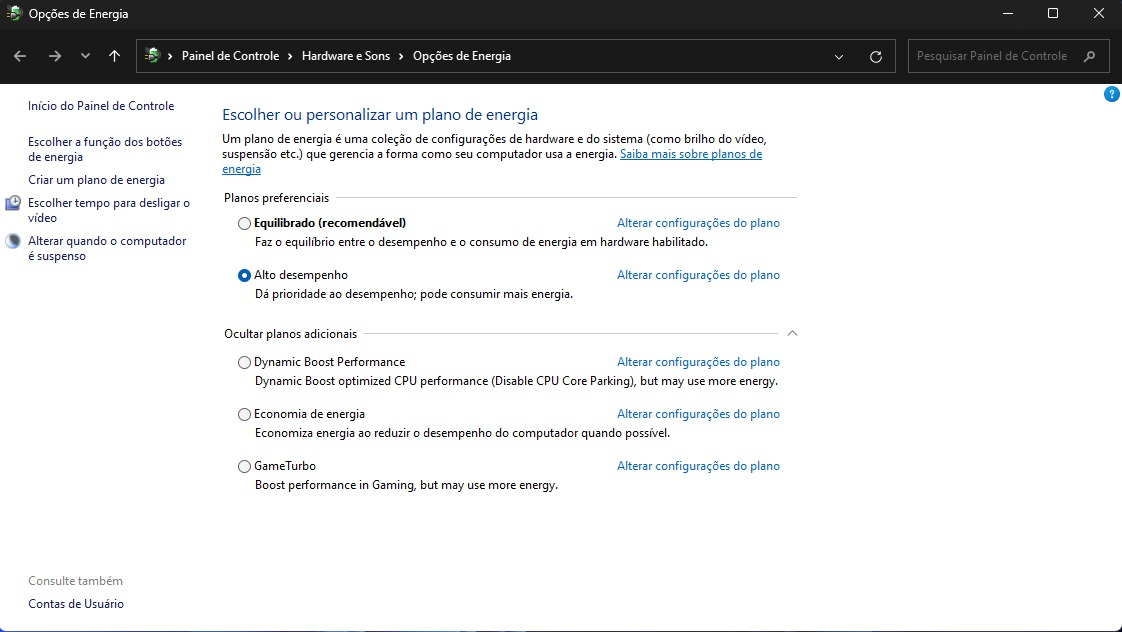 Opções de Energia
Painel de Controle > Hardware e Sons > Opções de Energia
Pesquisar Painel de Controle
?
Início do Painel de Controle
Escolher a função dos botões
de energia
Criar um plano de energia
Escolher tempo para desligar o
vídeo
Alterar quando o computador
é suspenso
Escolher ou personalizar um plano de energia
Um plano de energia é uma coleção de configurações de hardware e do sistema (como brilho do vídeo,
suspensão etc.) que gerencia a forma como seu computador usa a energia. Saiba mais sobre planos de
energia
Planos preferenciais
Equilibrado (recomendável) Alterar configurações do plano
Faz o equilíbrio entre o desempenho e o consumo de energia em hardware habilitado.
Alto desempenho Alterar configurações do plano
Dá prioridade ao desempenho; pode consumir mais energia.
Ocultar planos adicionais
Dynamic Boost Performance Alterar configurações do plano
Dynamic Boost optimized CPU performance (Disable CPU Core Parking), but may use more energy.
Economia de energia Alterar configurações do plano
Economiza energia ao reduzir o desempenho do computador quando possível.
GameTurbo Alterar configurações do plano
Boost performance in Gaming, but may use more energy.
Consulte também
Contas de Usuário